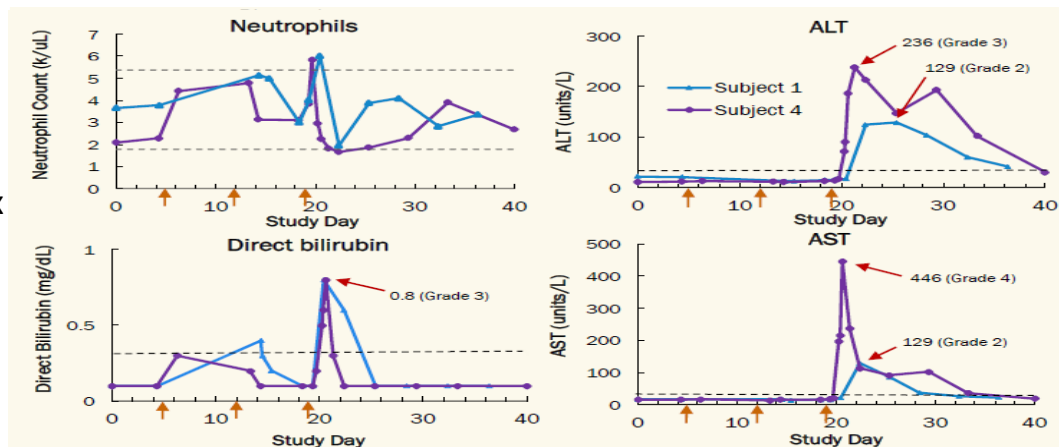 Neutrophils
Neutrophil Count (k/uL)
7
6
5
4
3
2
1
0
0 10 20 30 40
Study Day
ALT
ALT (units/L)
300
200
100
0
236 (Grade 3)
129 (Grade 2)
Subject 1
Subject 4
0 10 20 30 40
Study Day
x
Direct bilirubin
Direct Bilirubin (mg/dL)
1
0.5
0
0.8 (Grade 3)
0 10 20 30 40
Study Day
AST
AST (units/L)
500
400
300
200
100
0
446 (Grade 4)
129 (Grade 2)
0 10 20 30 40
Study Day